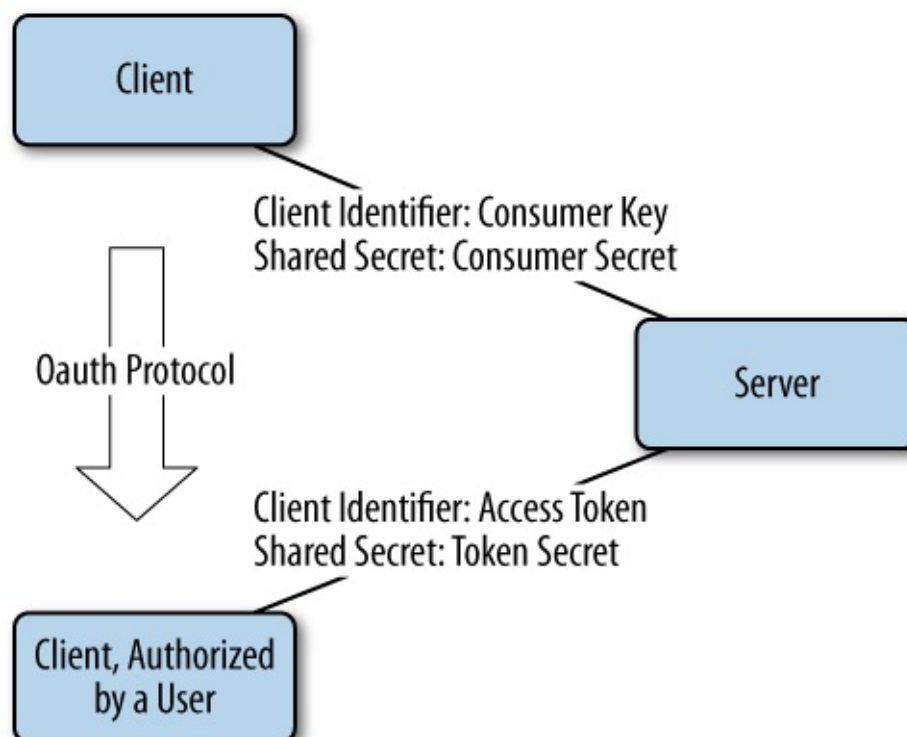 Client
Client Identifier: Consumer Key
Shared Secret: Consumer Secret
Oauth Protocol
Server
Client Identifier: Access Token
Shared Secret: Token Secret
Client, Authorized
by a User